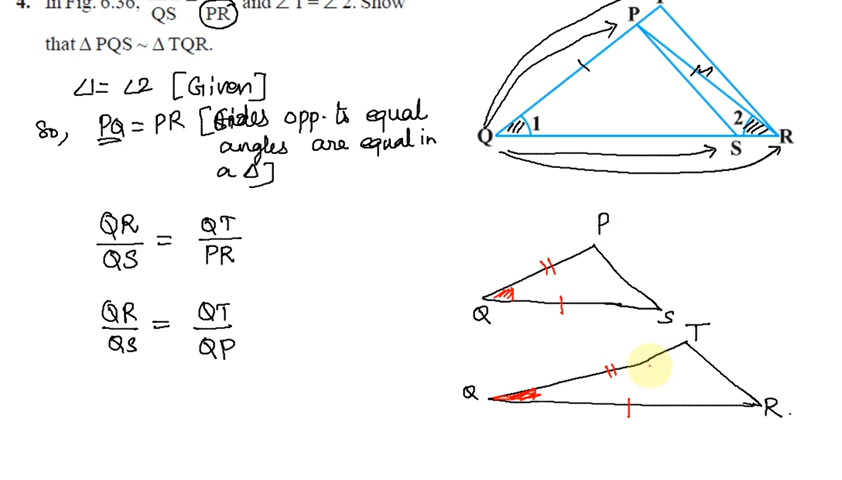 4. In Fig. 6.36, QS PR and ∠ 1 = ∠ 2. Show
that Δ PQS ~ Δ TQR.
∠1 = ∠2 [Given]
So, PQ = PR [Sides opp. to equal
angles are equal in
a Δ]
QR/QS = QT/PR
QR/QS = QT/QP
P
Q 1 2
S R
P
Q S
T
Q R.